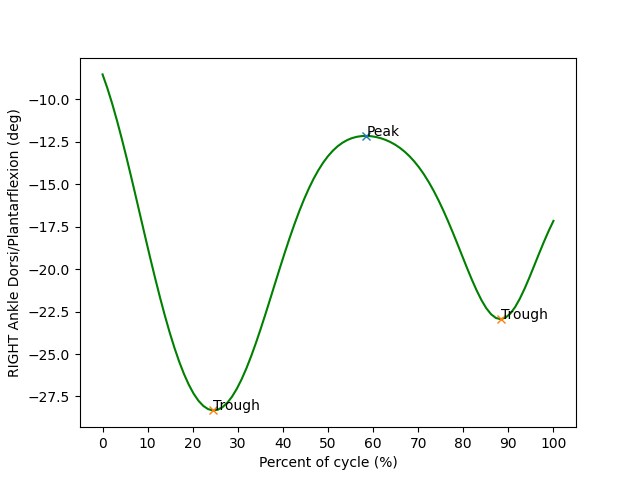 RIGHT Ankle Dorsi/Plantarflexion (deg)
−10.0
−12.5
−15.0
−17.5
−20.0
−22.5
−25.0
−27.5
Peak
Trough
Trough
0 10 20 30 40 50 60 70 80 90 100
Percent of cycle (%)